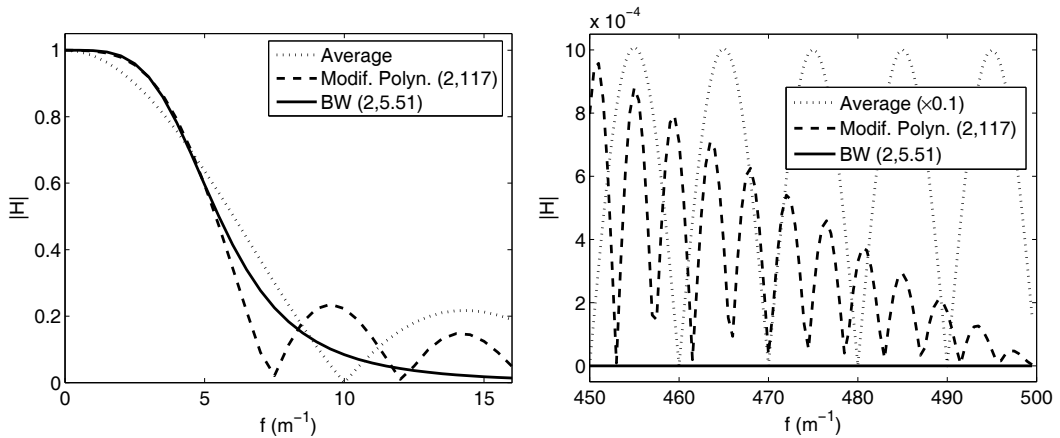 1
0.8
0.6
0.4
0.2
0
0
5
10
15
|H|
f (m⁻¹)
Average
Modif. Polyn. (2,117)
BW (2,5.51)
x 10⁻⁴
10
8
6
4
2
0
450
460
470
480
490
500
|H|
f (m⁻¹)
Average (×0.1)
Modif. Polyn. (2,117)
BW (2,5.51)